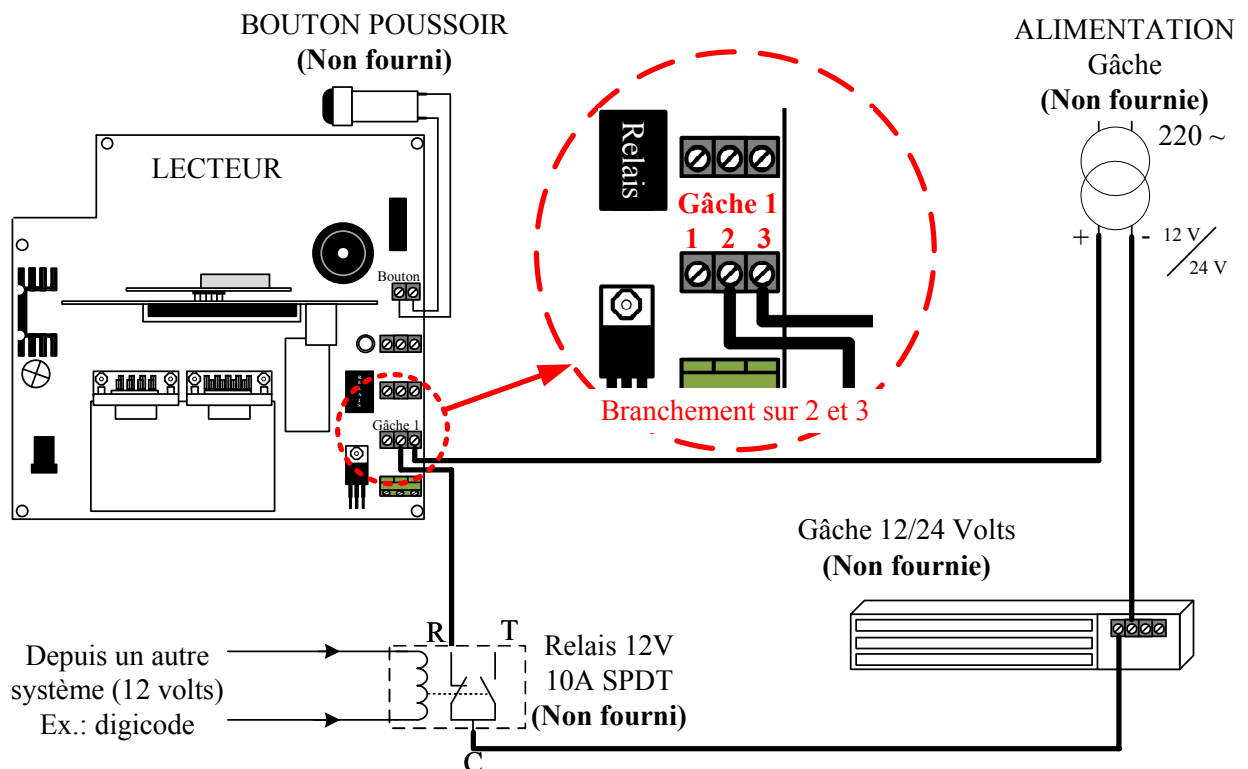 BOUTON POUSSOIR
(Non fourni)
ALIMENTATION
Gâche
(Non fournie)
220 ~
+
-
12 V
24 V
LECTEUR
Bouton
RELAIS
Gâche 1
Relais
Gâche 1
1 2 3
Branchement sur 2 et 3
Gâche 12/24 Volts
(Non fournie)
Depuis un autre
système (12 volts)
Ex.: digicode
R
T
C
Relais 12V
10A SPDT
(Non fourni)